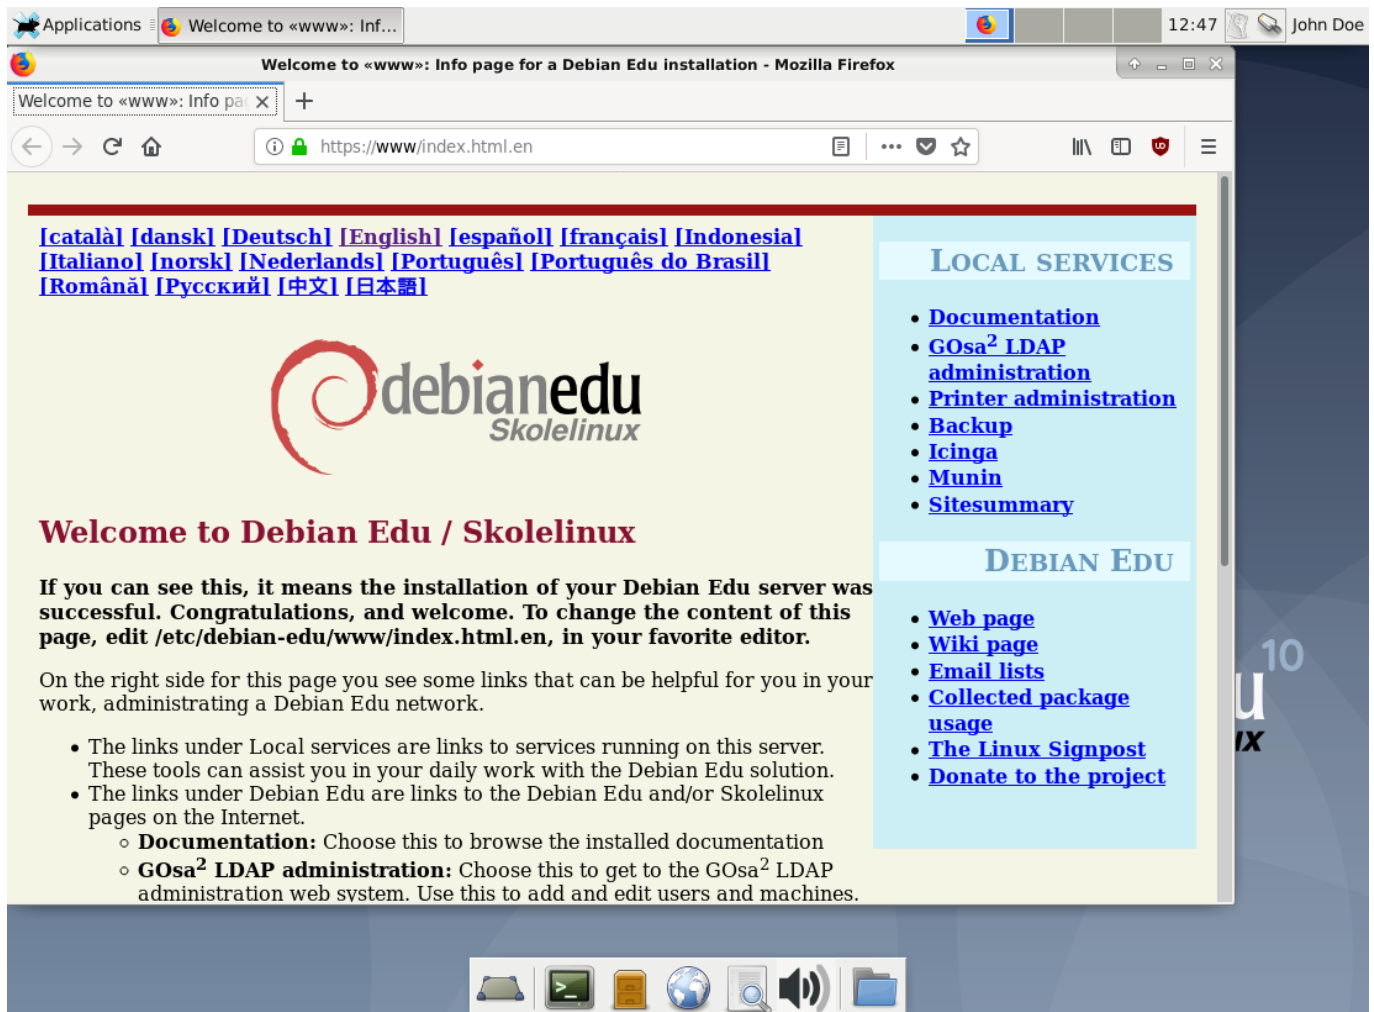 Applications
Welcome to «www»: Inf...
12:47
John Doe
Welcome to «www»: Info page for a Debian Edu installation - Mozilla Firefox
Welcome to «www»: Info pa
https://www/index.html.en
[català] [dansk] [Deutsch] [English] [español] [français] [Indonesia]
[Italiano] [norsk] [Nederlands] [Português] [Português do Brasil]
[Română] [Русский] [中文] [日本語]
debianedu
Skolelinux
Welcome to Debian Edu / Skolelinux
If you can see this, it means the installation of your Debian Edu server was
successful. Congratulations, and welcome. To change the content of this
page, edit /etc/debian-edu/www/index.html.en, in your favorite editor.
On the right side for this page you see some links that can be helpful for you in your
work, administrating a Debian Edu network.
• The links under Local services are links to services running on this server.
These tools can assist you in your daily work with the Debian Edu solution.
• The links under Debian Edu are links to the Debian Edu and/or Skolelinux
pages on the Internet.
◦ Documentation: Choose this to browse the installed documentation
◦ GOsa² LDAP administration: Choose this to get to the GOsa² LDAP
administration web system. Use this to add and edit users and machines.
LOCAL SERVICES
• Documentation
• GOsa² LDAP
administration
• Printer administration
• Backup
• Icinga
• Munin
• Sitesummary
DEBIAN EDU
• Web page
• Wiki page
• Email lists
• Collected package
usage
• The Linux Signpost
• Donate to the project
10
u
ux